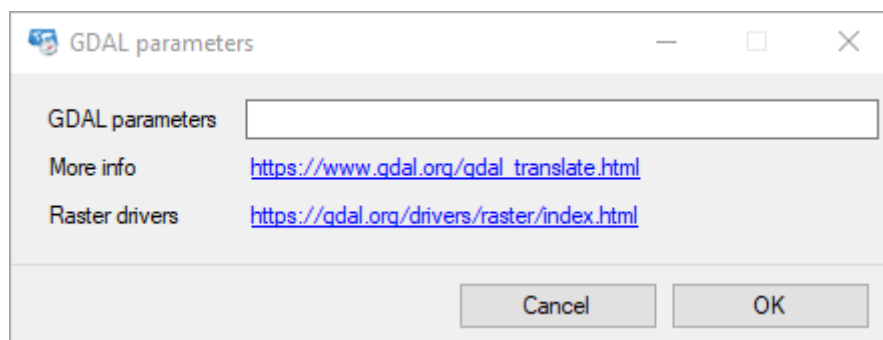 GDAL parameters
GDAL parameters
More info https://www.gdal.org/gdal_translate.html
Raster drivers https://gdal.org/drivers/raster/index.html
Cancel OK